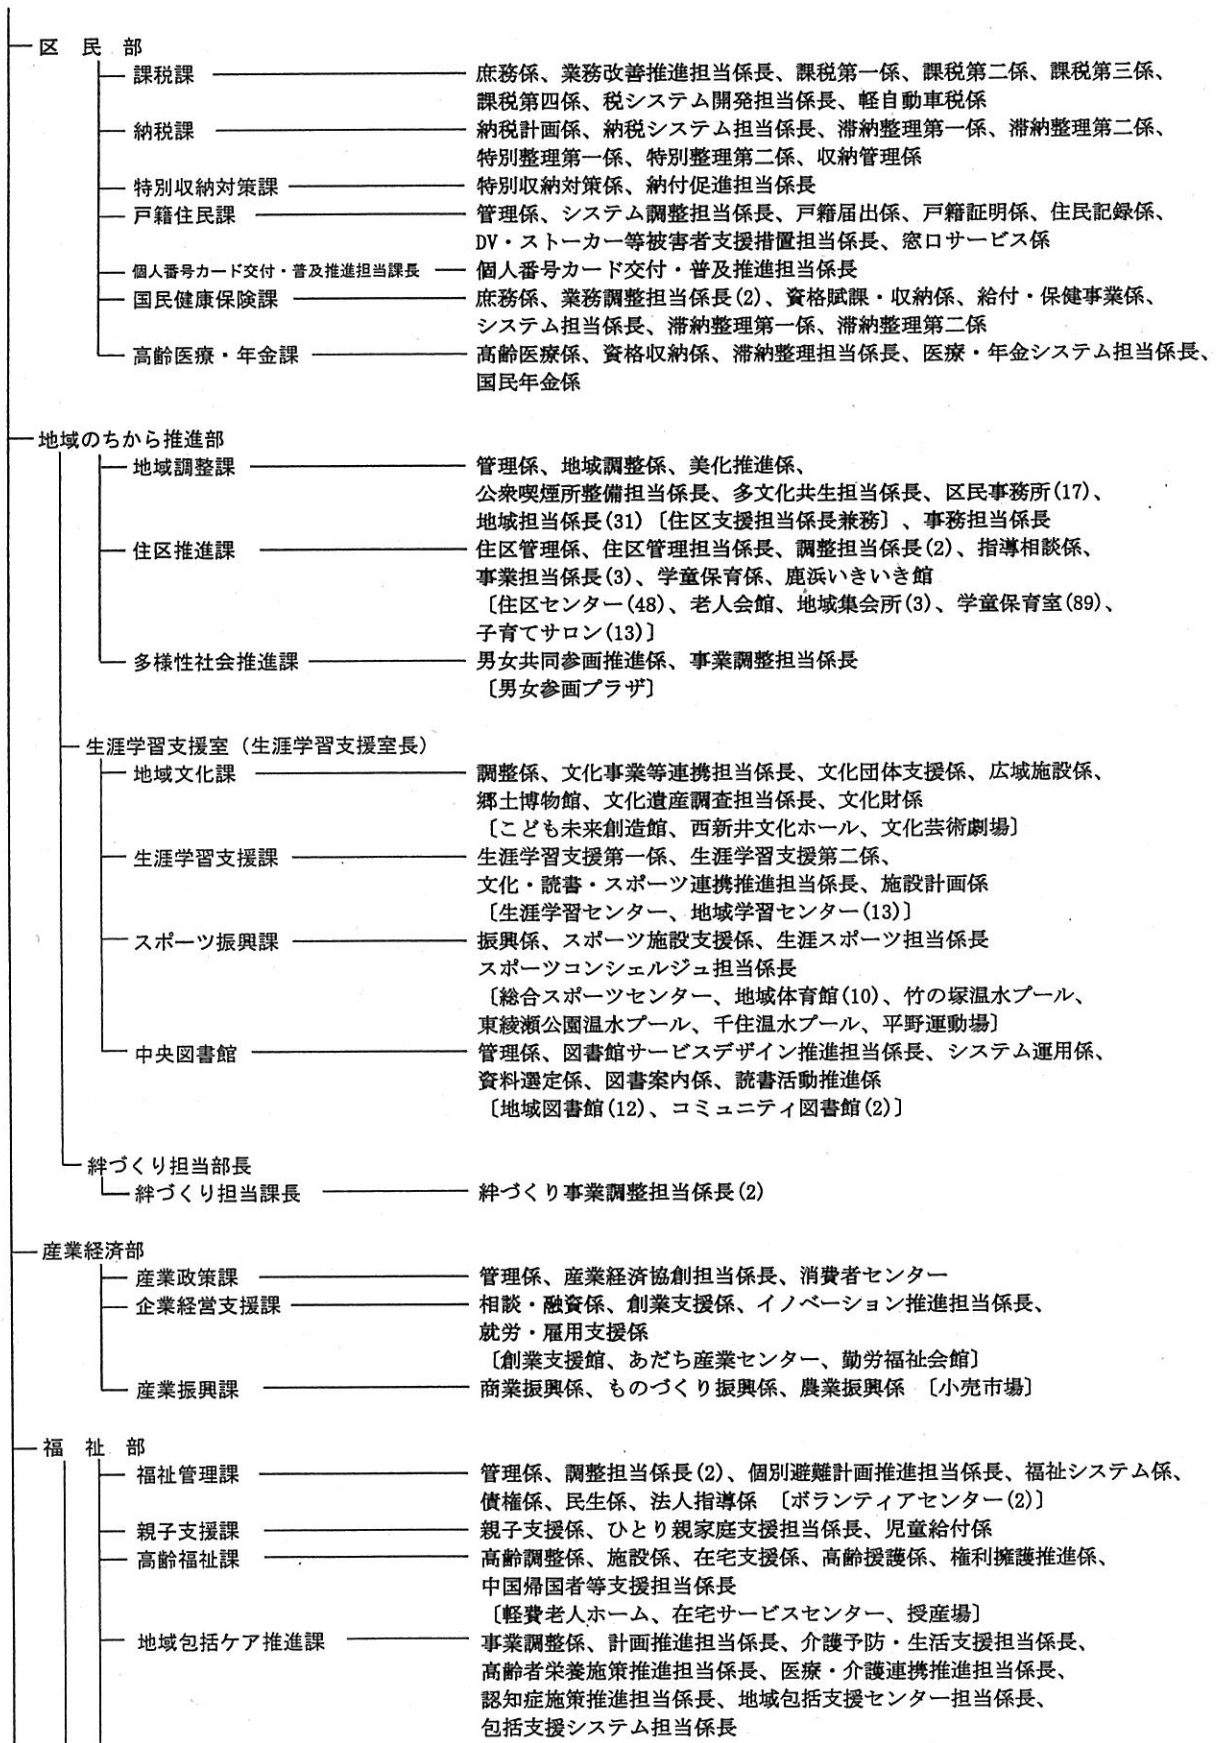 区　民　部
課税課　庶務係、業務改善推進担当係長、課税第一係、課税第二係、課税第三係、
課税第四係、税システム開発担当係長、軽自動車税係
納税課　納税計画係、納税システム担当係長、滞納整理第一係、滞納整理第二係、
特別整理第一係、特別整理第二係、収納管理係
特別収納対策課　特別収納対策係、納付促進担当係長
戸籍住民課　管理係、システム調整担当係長、戸籍届出係、戸籍証明係、住民記録係、
DV・ストーカー等被害者支援措置担当係長、窓口サービス係
個人番号カード交付・普及推進担当課長　個人番号カード交付・普及推進担当係長
国民健康保険課　庶務係、業務調整担当係長(2)、資格賦課・収納係、給付・保健事業係、
システム担当係長、滞納整理第一係、滞納整理第二係
高齢医療・年金課　高齢医療係、資格収納係、滞納整理担当係長、医療・年金システム担当係長、
国民年金係
地域のちから推進部
地域調整課　管理係、地域調整係、美化推進係、
公衆喫煙所整備担当係長、多文化共生担当係長、区民事務所(17)、
地域担当係長(31)〔住区支援担当係長兼務〕、事務担当係長
住区推進課　住区管理係、住区管理担当係長、調整担当係長(2)、指導相談係、
事業担当係長(3)、学童保育係、鹿浜いきいき館
〔住区センター(48)、老人会館、地域集会所(3)、学童保育室(89)、
子育てサロン(13)〕
多様性社会推進課　男女共同参画推進係、事業調整担当係長
〔男女参画プラザ〕
生涯学習支援室（生涯学習支援室長）
地域文化課　調整係、文化事業等連携担当係長、文化団体支援係、広域施設係、
郷土博物館、文化遺産調査担当係長、文化財係
〔こども未来創造館、西新井文化ホール、文化芸術劇場〕
生涯学習支援課　生涯学習支援第一係、生涯学習支援第二係、
文化・読書・スポーツ連携推進担当係長、施設計画係
〔生涯学習センター、地域学習センター(13)〕
スポーツ振興課　振興係、スポーツ施設支援係、生涯スポーツ担当係長
スポーツコンシェルジュ担当係長
〔総合スポーツセンター、地域体育館(10)、竹の塚温水プール、
東綾瀬公園温水プール、千住温水プール、平野運動場〕
中央図書館　管理係、図書館サービスデザイン推進担当係長、システム運用係、
資料選定係、図書案内係、読書活動推進係
〔地域図書館(12)、コミュニティ図書館(2)〕
絆づくり担当部長
絆づくり担当課長　絆づくり事業調整担当係長(2)
産業経済部
産業政策課　管理係、産業経済協創担当係長、消費者センター
企業経営支援課　相談・融資係、創業支援係、イノベーション推進担当係長、
就労・雇用支援係
〔創業支援館、あだち産業センター、勤労福祉会館〕
産業振興課　商業振興係、ものづくり振興係、農業振興係　〔小売市場〕
福　祉　部
福祉管理課　管理係、調整担当係長(2)、個別避難計画推進担当係長、福祉システム係、
債権係、民生係、法人指導係　〔ボランティアセンター(2)〕
親子支援課　親子支援係、ひとり親家庭支援担当係長、児童給付係
高齢福祉課　高齢調整係、施設係、在宅支援係、高齢援護係、権利擁護推進係、
中国帰国者等支援担当係長
〔軽費老人ホーム、在宅サービスセンター、授産場〕
地域包括ケア推進課　事業調整係、計画推進担当係長、介護予防・生活支援担当係長、
高齢者栄養施策推進担当係長、医療・介護連携推進担当係長、
認知症施策推進担当係長、地域包括支援センター担当係長、
包括支援システム担当係長